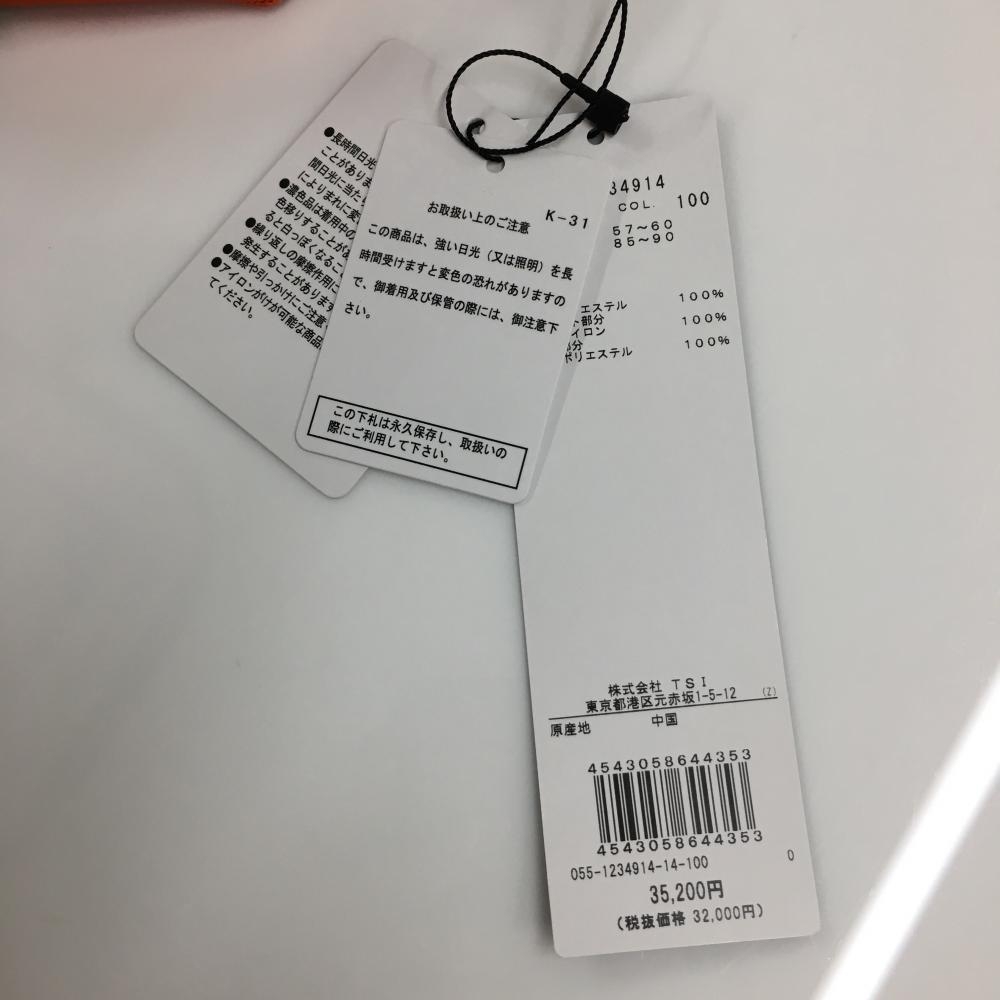 ●長時間日光
ことがありま
間日光に当た
によりまれに変
●濃色品は着用中の
色移りすることがあ
ると白っぽくなるこ
●繰り返しの摩擦作用に
発生することがあります
●摩擦や引っかけにご注意
●アイロンがけが可能な商品
てください。
お取扱い上のご注意 K-31
この商品は、強い日光（又は照明）を長
時間受けますと変色の恐れがありますの
で、御着用及び保管の際には、御注意下
さい。
この下札は永久保存し、取扱いの
際にご利用して下さい。
34914
COL. 100
57~60
85~90
エステル 100%
ト部分
イロン 100%
部分
ポリエステル 100%
株式会社 TSI
東京都港区元赤坂1-5-12 (Z)
原産地 中国
4543058644353
4543058644353
055-1234914-14-100 0
35,200円
(税抜価格 32,000円)